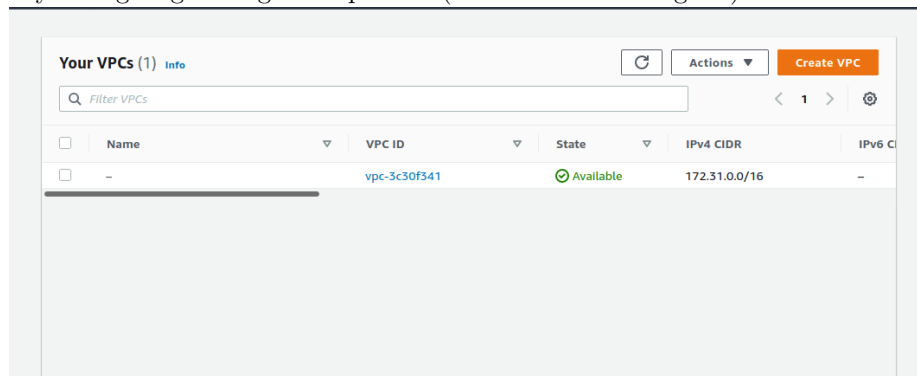 Your VPCs (1) Info
Actions ▼
Create VPC
Filter VPCs
1
Name
VPC ID
State
IPv4 CIDR
IPv6 C
–
vpc-3c30f341
Available
172.31.0.0/16
–